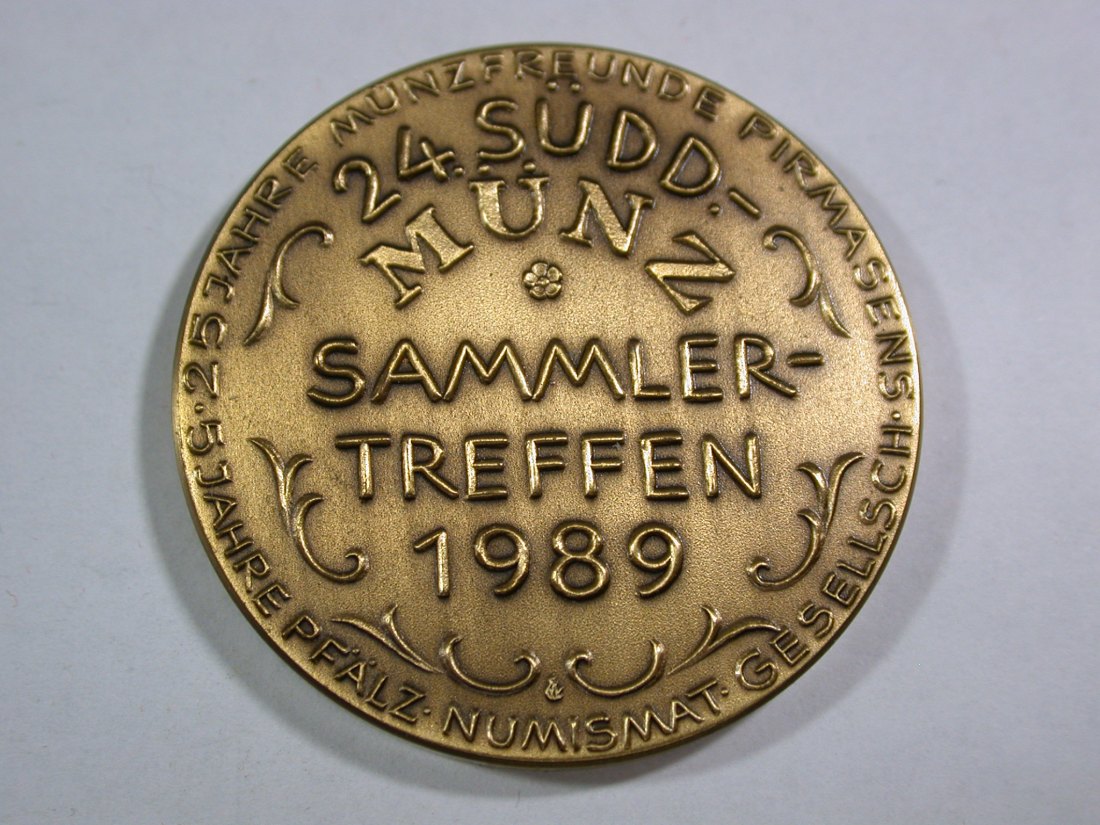 25 JAHRE MÜNZFREUNDE PIRMASENS ·
25 JAHRE PFÄLZ · NUMISMAT · GESELLSCH ·
24. SÜDD.-
MÜNZ
SAMMLER-
TREFFEN
1989